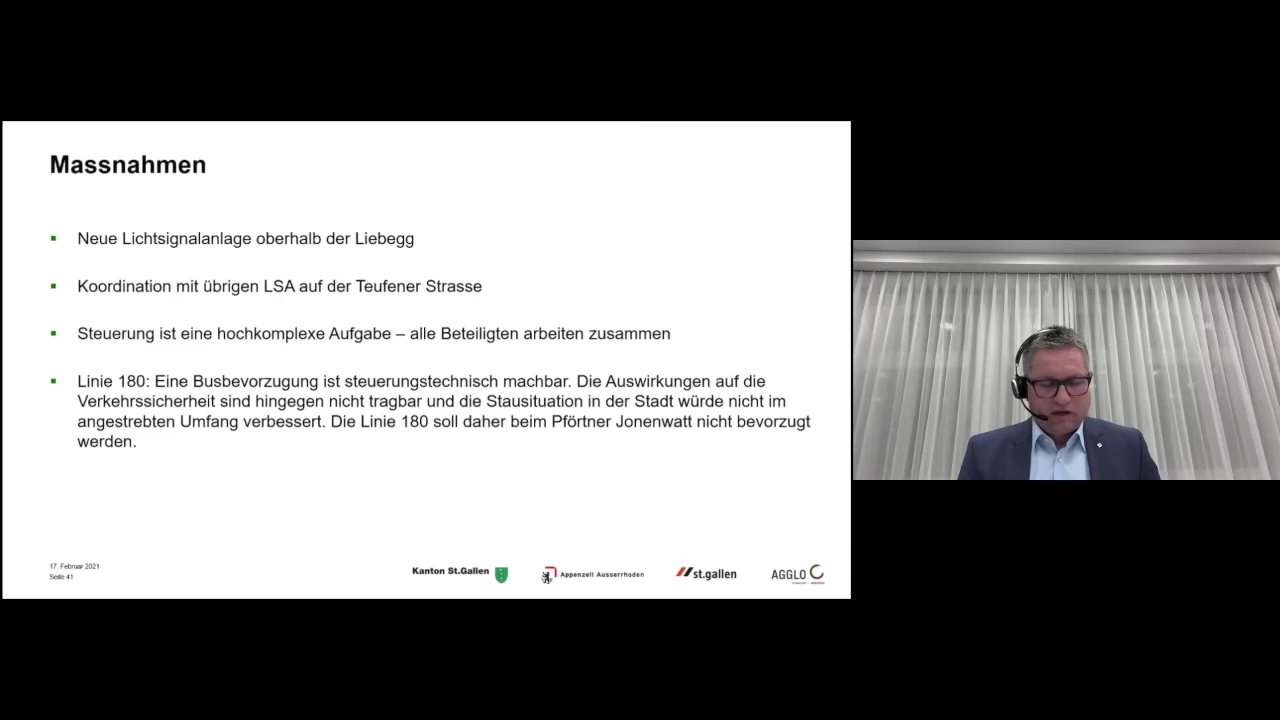 Massnahmen
Neue Lichtsignalanlage oberhalb der Liebegg
Koordination mit übrigen LSA auf der Teufener Strasse
Steuerung ist eine hochkomplexe Aufgabe – alle Beteiligten arbeiten zusammen
Linie 180: Eine Busbevorzugung ist steuerungstechnisch machbar. Die Auswirkungen auf die
Verkehrssicherheit sind hingegen nicht tragbar und die Stausituation in der Stadt würde nicht im
angestrebten Umfang verbessert. Die Linie 180 soll daher beim Pförtner Jonenwatt nicht bevorzugt
werden.
17. Februar 2021
Seite 41
Kanton St.Gallen
Appenzell Ausserrhoden
st.gallen
AGGLO